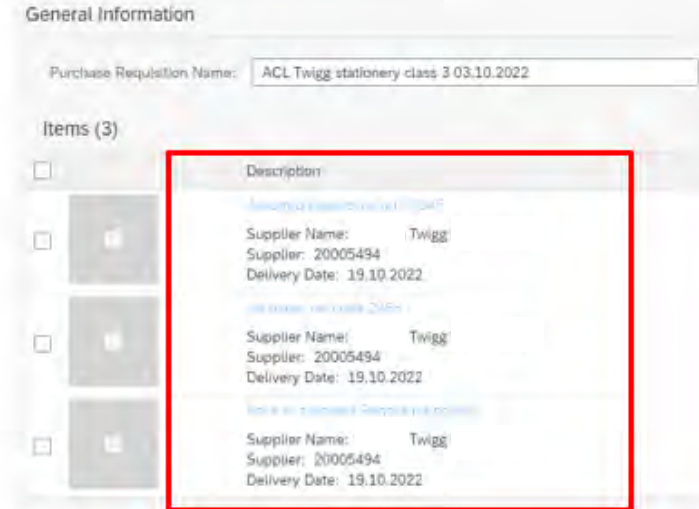 General Information
Purchase Requisition Name: ACL Twigg stationery class 3 03.10.2022
Items (3)
Description
Supplier Name: Twigg
Supplier: 20005494
Delivery Date: 19.10.2022
Supplier Name: Twigg
Supplier: 20005494
Delivery Date: 19.10.2022
Supplier Name: Twigg
Supplier: 20005494
Delivery Date: 19.10.2022